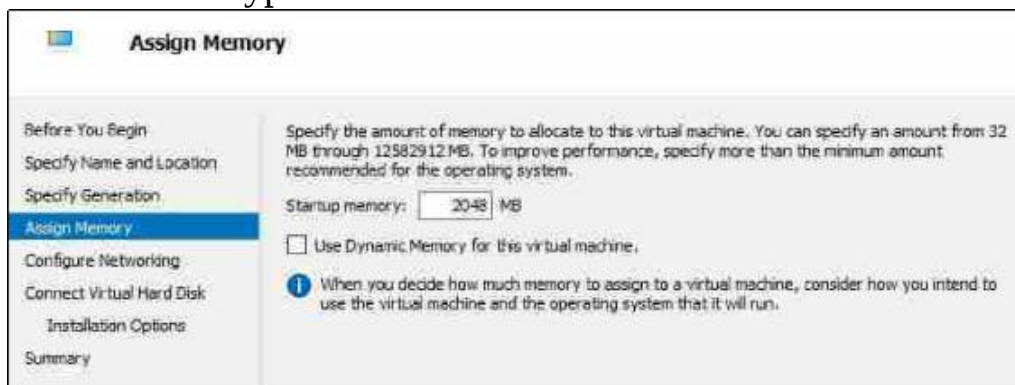 Assign Memory
Before You Begin
Specify Name and Location
Specify Generation
Assign Memory
Configure Networking
Connect Virtual Hard Disk
Installation Options
Summary
Specify the amount of memory to allocate to this virtual machine. You can specify an amount from 32
MB through 12582912 MB. To improve performance, specify more than the minimum amount
recommended for the operating system.
Startup memory: 2048 MB
Use Dynamic Memory for this virtual machine.
When you decide how much memory to assign to a virtual machine, consider how you intend to
use the virtual machine and the operating system that it will run.